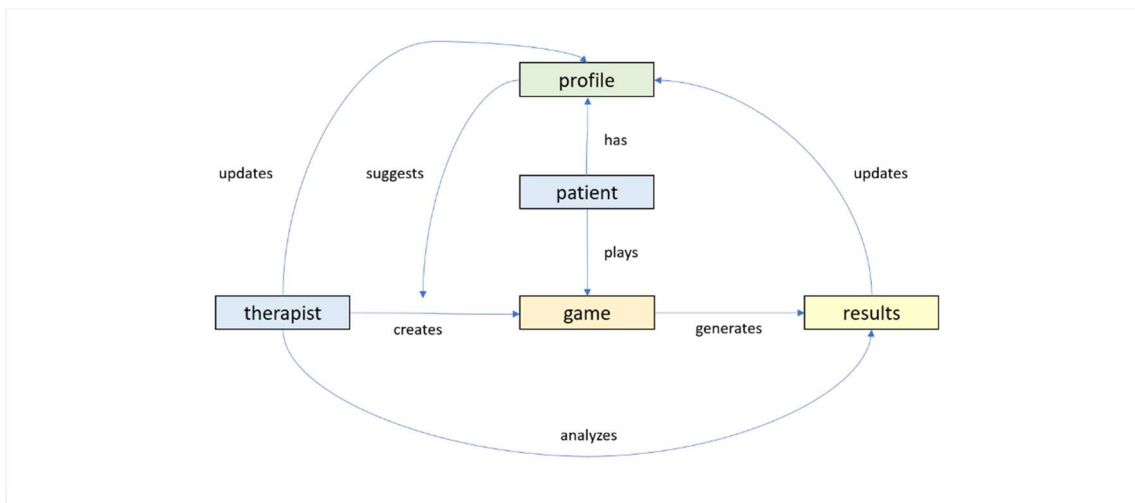 profile
has
updates
suggests
updates
patient
plays
therapist
game
results
creates
generates
analyzes